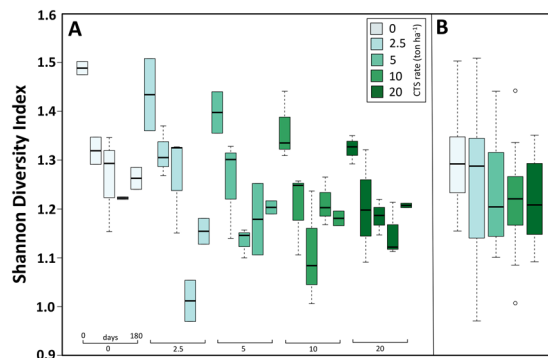 A
B
0
2.5
5
10
20
CTS rate (ton ha⁻¹)
Shannon Diversity Index
1.6
1.5
1.4
1.3
1.2
1.1
1.0
0.9
0 days 180
0 2.5 5 10 20